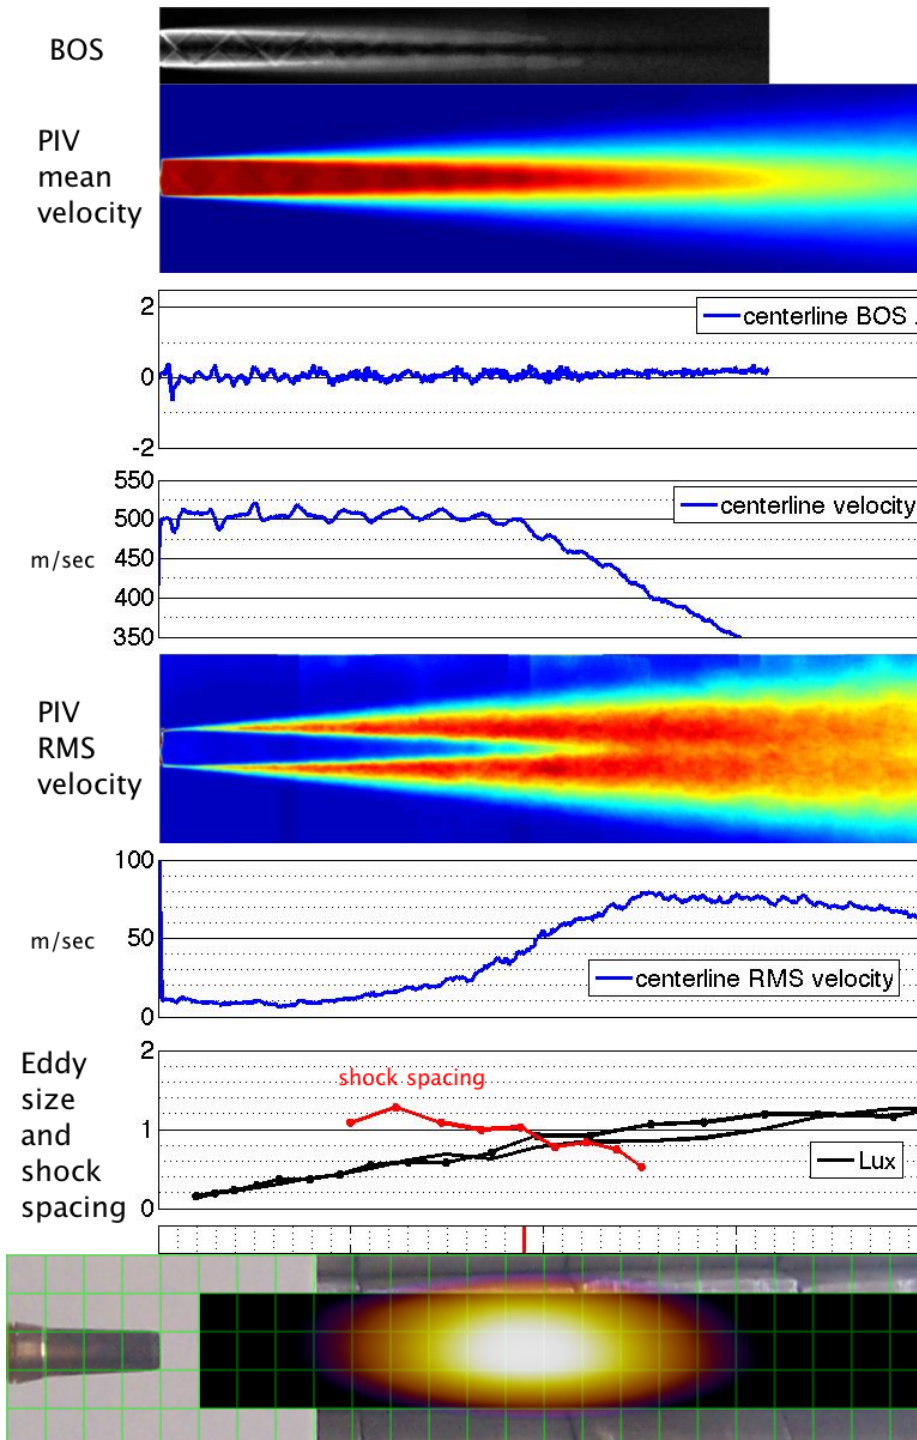 BOS
PIV
mean
velocity
2
0
-2
centerline BOS .
550
500
450
400
350
m/sec
centerline velocity
PIV
RMS
velocity
100
50
0
m/sec
centerline RMS velocity
Eddy
size
and
shock
spacing
2
1
0
shock spacing
Lux